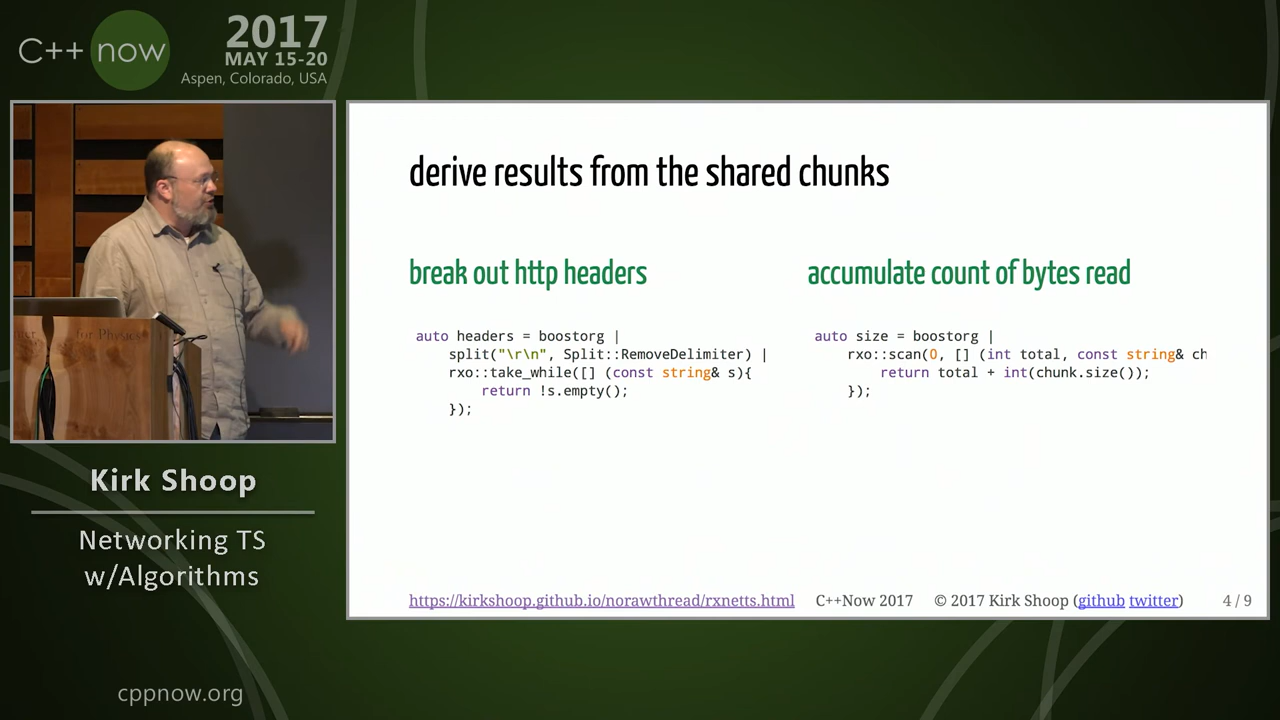 C++ now
2017
MAY 15-20
Aspen, Colorado, USA
for Physics
Kirk Shoop
Networking TS
w/Algorithms
cppnow.org
derive results from the shared chunks
break out http headers
auto headers = boostorg |
    split("\r\n", Split::RemoveDelimiter) |
    rxo::take_while([] (const string& s){
        return !s.empty();
    });
accumulate count of bytes read
auto size = boostorg |
    rxo::scan(0, [] (int total, const string& ch
        return total + int(chunk.size());
    });
https://kirkshoop.github.io/norawthread/rxnetts.html C++Now 2017 © 2017 Kirk Shoop (github twitter) 4 / 9